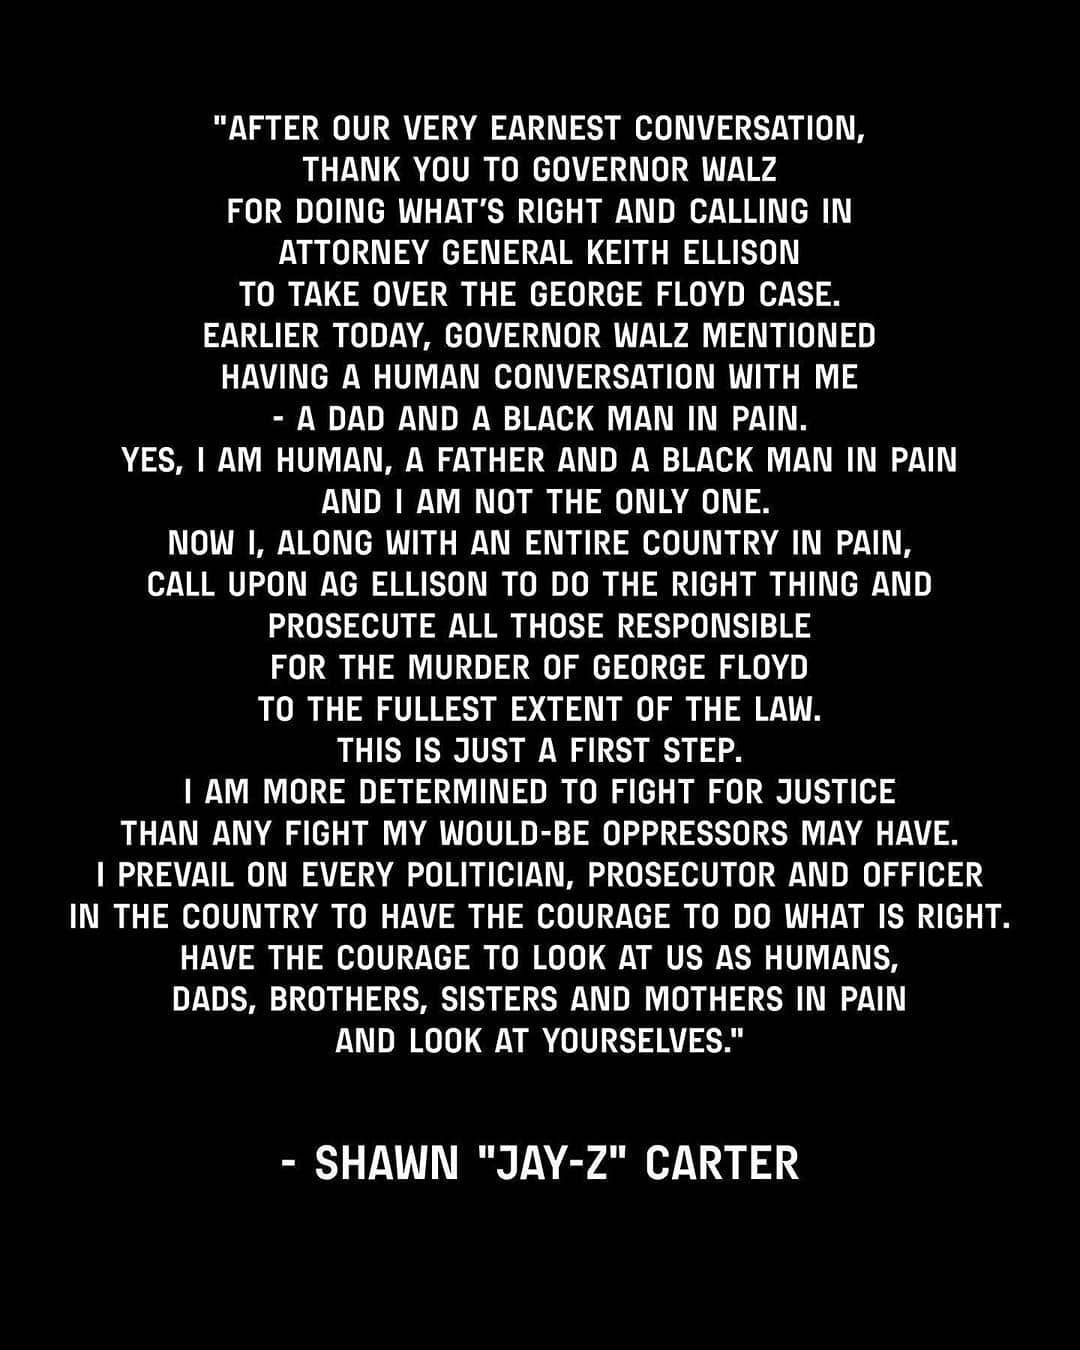 "AFTER OUR VERY EARNEST CONVERSATION,
THANK YOU TO GOVERNOR WALZ
FOR DOING WHAT’S RIGHT AND CALLING IN
ATTORNEY GENERAL KEITH ELLISON
TO TAKE OVER THE GEORGE FLOYD CASE.
EARLIER TODAY, GOVERNOR WALZ MENTIONED
HAVING A HUMAN CONVERSATION WITH ME
- A DAD AND A BLACK MAN IN PAIN.
YES, I AM HUMAN, A FATHER AND A BLACK MAN IN PAIN
AND I AM NOT THE ONLY ONE.
NOW I, ALONG WITH AN ENTIRE COUNTRY IN PAIN,
CALL UPON AG ELLISON TO DO THE RIGHT THING AND
PROSECUTE ALL THOSE RESPONSIBLE
FOR THE MURDER OF GEORGE FLOYD
TO THE FULLEST EXTENT OF THE LAW.
THIS IS JUST A FIRST STEP.
I AM MORE DETERMINED TO FIGHT FOR JUSTICE
THAN ANY FIGHT MY WOULD-BE OPPRESSORS MAY HAVE.
I PREVAIL ON EVERY POLITICIAN, PROSECUTOR AND OFFICER
IN THE COUNTRY TO HAVE THE COURAGE TO DO WHAT IS RIGHT.
HAVE THE COURAGE TO LOOK AT US AS HUMANS,
DADS, BROTHERS, SISTERS AND MOTHERS IN PAIN
AND LOOK AT YOURSELVES."
- SHAWN "JAY-Z" CARTER